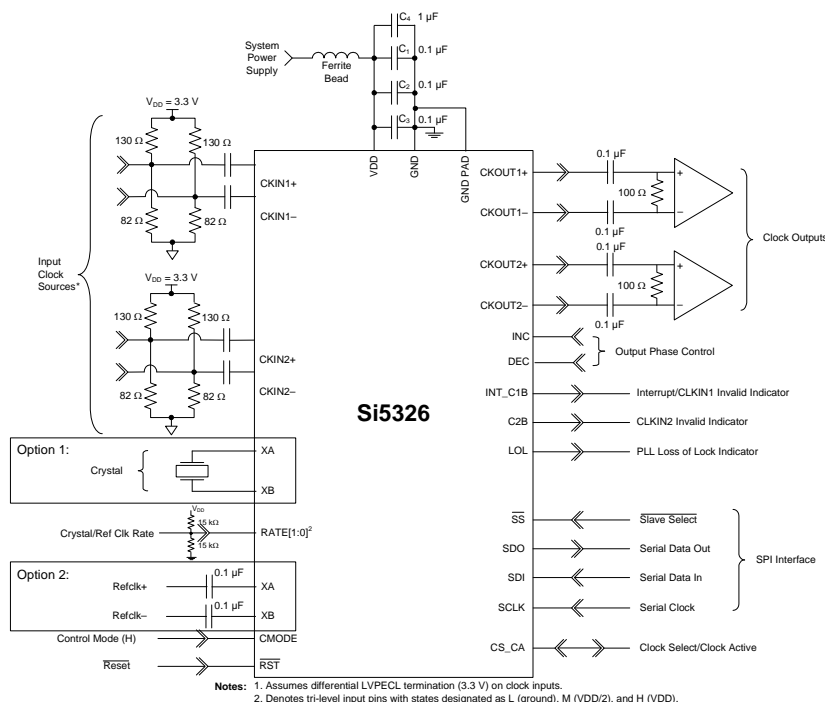 C4 1 µF
System
Power
Supply
Ferrite
Bead
C1 0.1 µF
C2 0.1 µF
C3 0.1 µF
VDD
GND
GND PAD
VDD = 3.3 V
130 Ω
130 Ω
82 Ω
82 Ω
CKIN1+
CKIN1–
Input
Clock
Sources*
VDD = 3.3 V
130 Ω
130 Ω
82 Ω
82 Ω
CKIN2+
CKIN2–
Option 1:
Crystal
XA
XB
VDD
15 kΩ
15 kΩ
Crystal/Ref Clk Rate
RATE[1:0]2
Option 2:
Refclk+
0.1 µF
XA
Refclk–
0.1 µF
XB
Control Mode (H)
CMODE
Reset
RST
Si5326
CKOUT1+
0.1 µF
100 Ω
+
–
CKOUT1–
0.1 µF
CKOUT2+
0.1 µF
100 Ω
+
–
CKOUT2–
0.1 µF
Clock Outputs
INC
DEC
Output Phase Control
INT_C1B
Interrupt/CLKIN1 Invalid Indicator
C2B
CLKIN2 Invalid Indicator
LOL
PLL Loss of Lock Indicator
SS
Slave Select
SDO
Serial Data Out
SDI
Serial Data In
SCLK
Serial Clock
SPI Interface
CS_CA
Clock Select/Clock Active
Notes: 1. Assumes differential LVPECL termination (3.3 V) on clock inputs.
2. Denotes tri-level input pins with states designated as L (ground), M (VDD/2), and H (VDD).